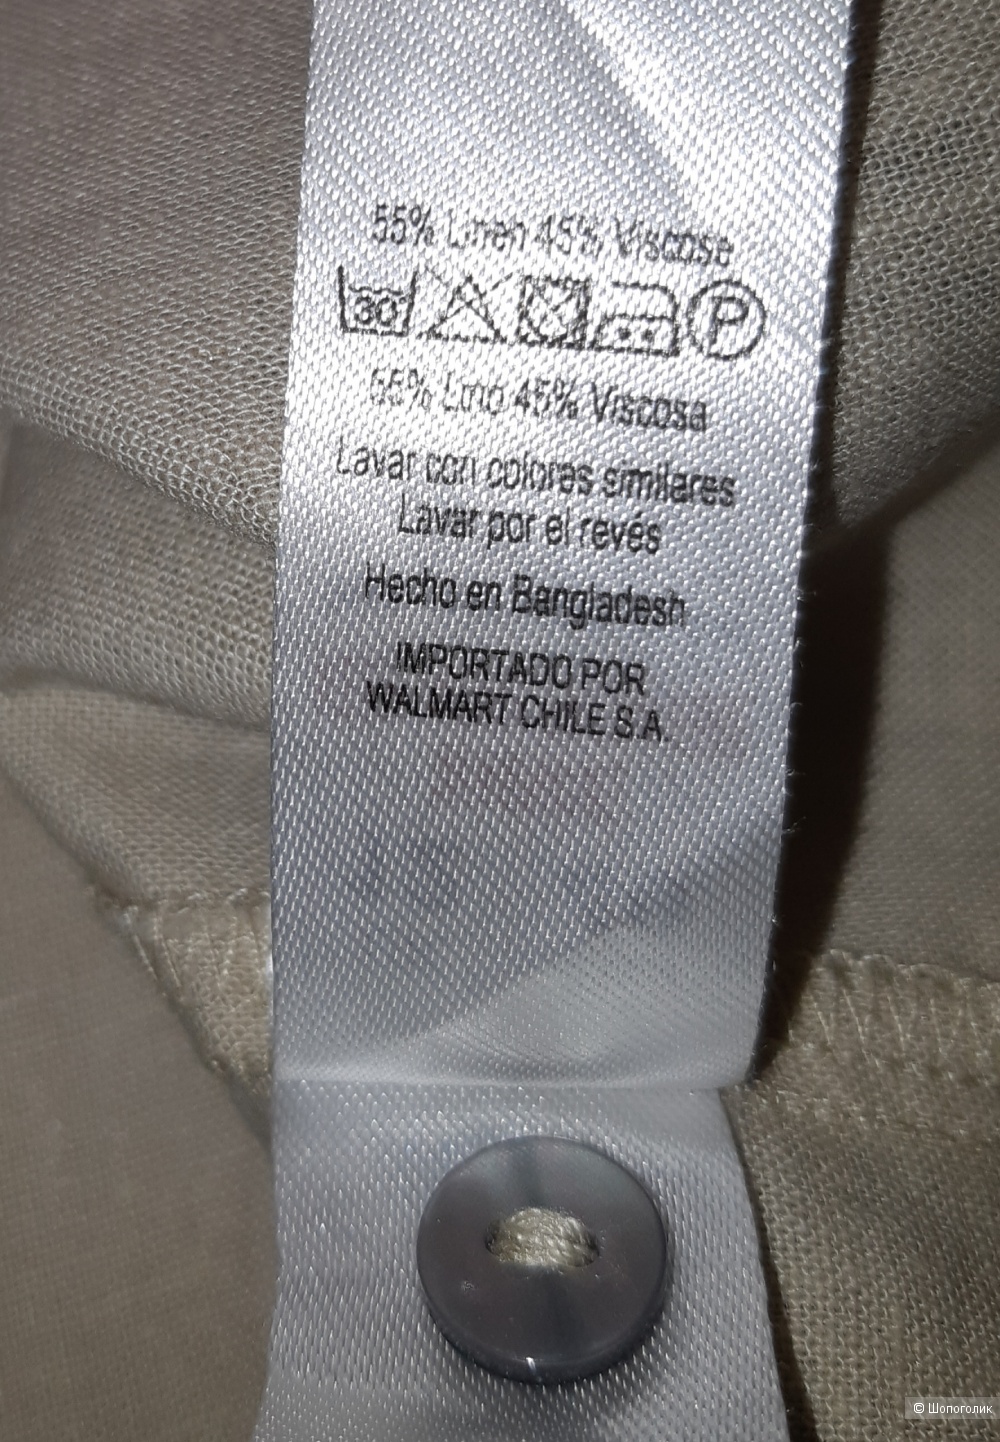 55% Linen 45% Viscose
30 P
55% Lino 45% Viscosa
Lavar con colores similares
Lavar por el revés
Hecho en Bangladesh
IMPORTADO POR
WALMART CHILE S.A.
© Шопоголик